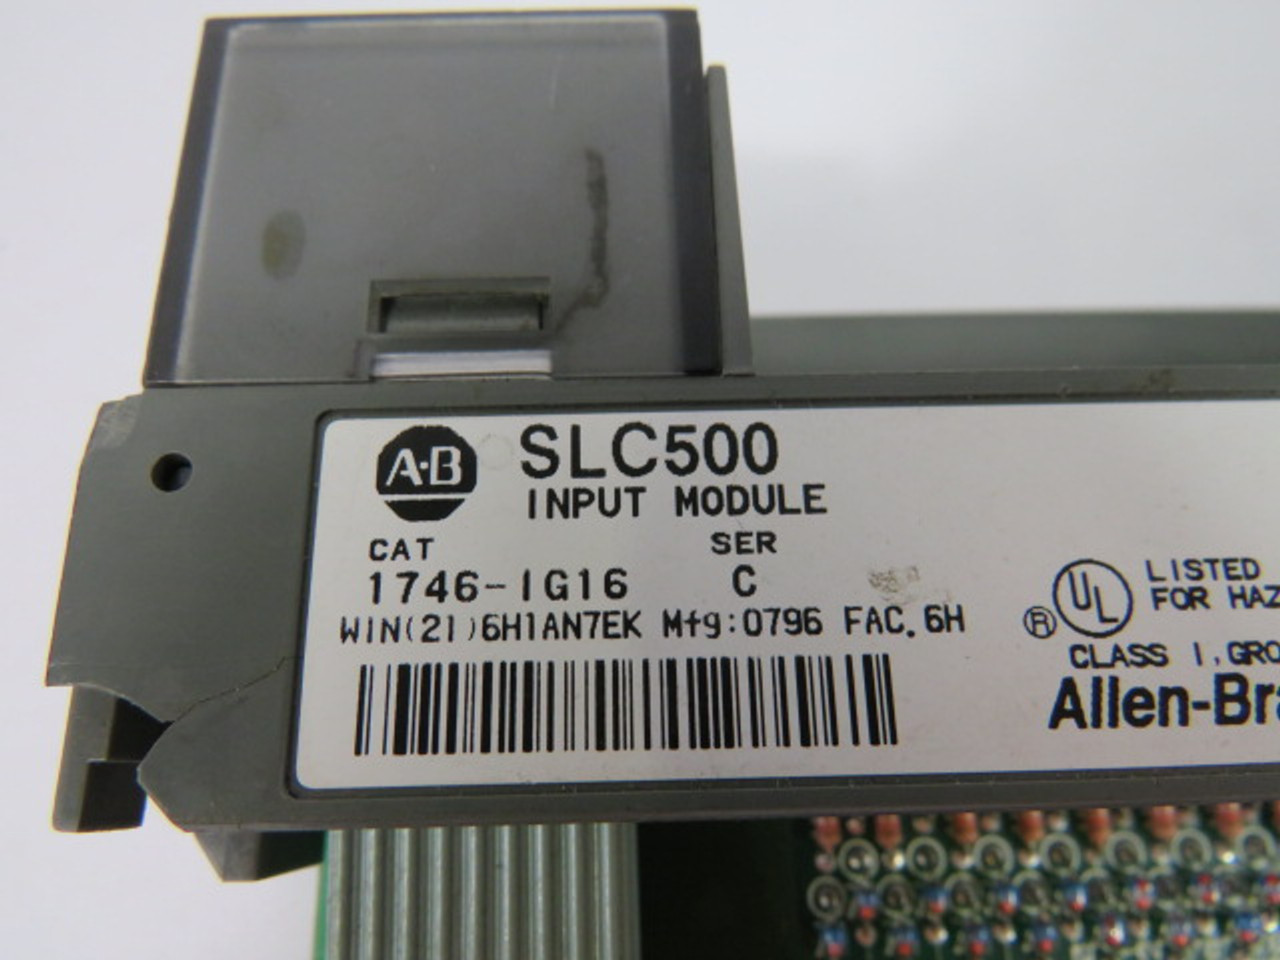 A·B SLC500
INPUT MODULE
CAT SER
1746-IG16 C
WIN(21)6H1AN7EK Mfg:0796 FAC. 6H
® UL LISTED
FOR HAZ
CLASS I, GRO
Allen-Bra